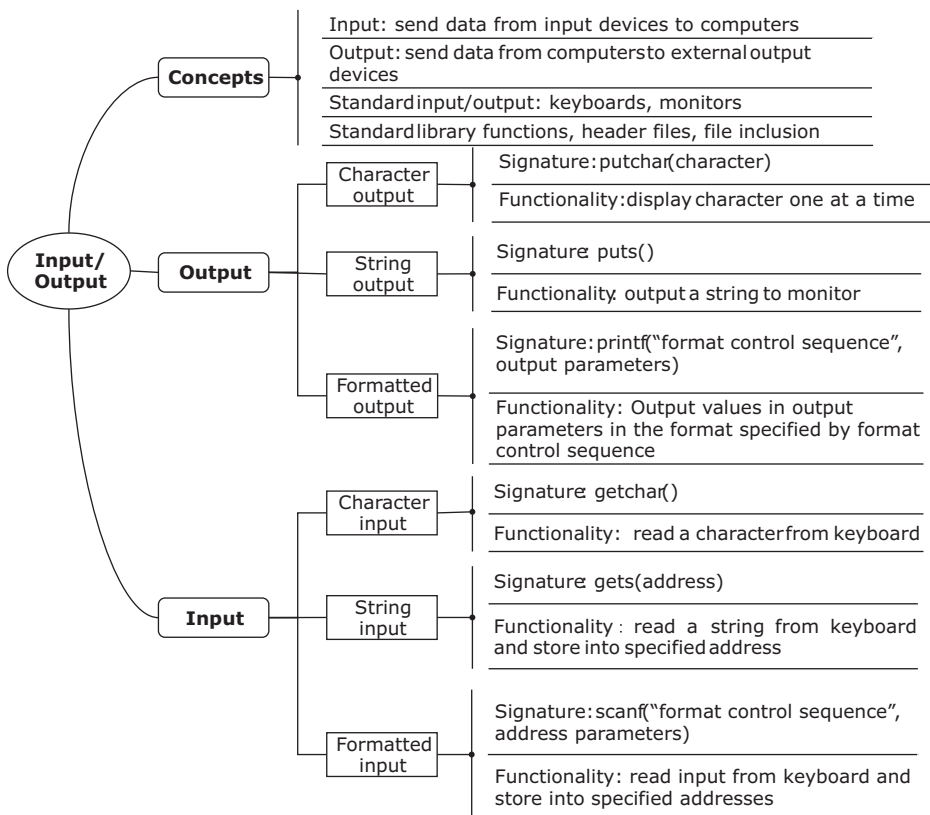 Input: send data from input devices to computers
Output: send data from computers to external output
devices
Concepts
Standard input/output: keyboards, monitors
Standard library functions, header files, file inclusion
Character
output
Signature: putchar(character)
Functionality: display character one at a time
Input/
Output
Output
String
output
Signature: puts()
Functionality: output a string to monitor
Formatted
output
Signature: printf(“format control sequence”,
output parameters)
Functionality: Output values in output
parameters in the format specified by format
control sequence
Character
input
Signature: getchar()
Functionality: read a character from keyboard
Input
String
input
Signature: gets(address)
Functionality: read a string from keyboard
and store into specified address
Formatted
input
Signature: scanf(“format control sequence”,
address parameters)
Functionality: read input from keyboard and
store into specified addresses